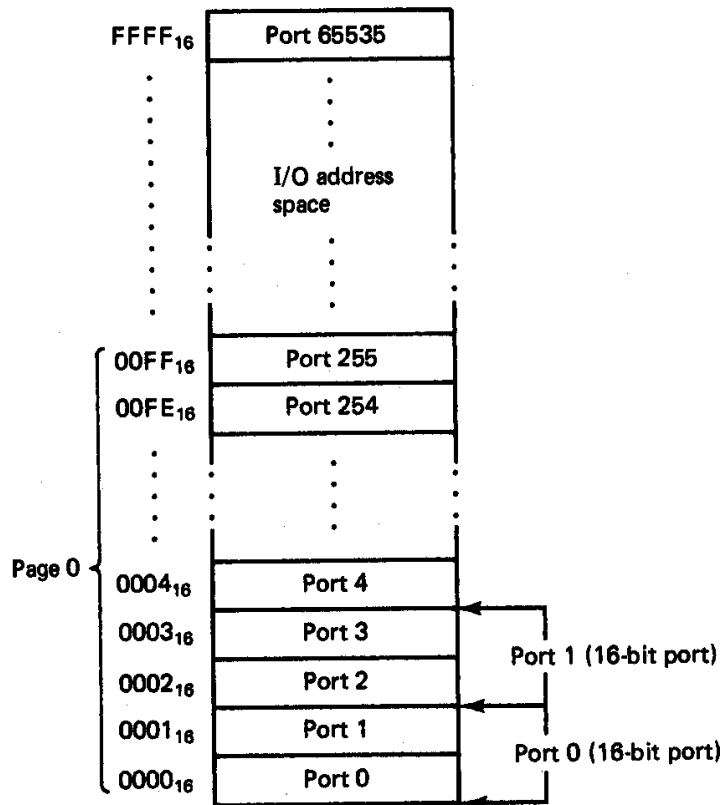 FFFF₁₆ Port 65535
I/O address
space
00FF₁₆ Port 255
00FE₁₆ Port 254
Page 0
0004₁₆ Port 4
0003₁₆ Port 3
Port 1 (16-bit port)
0002₁₆ Port 2
0001₁₆ Port 1
Port 0 (16-bit port)
0000₁₆ Port 0